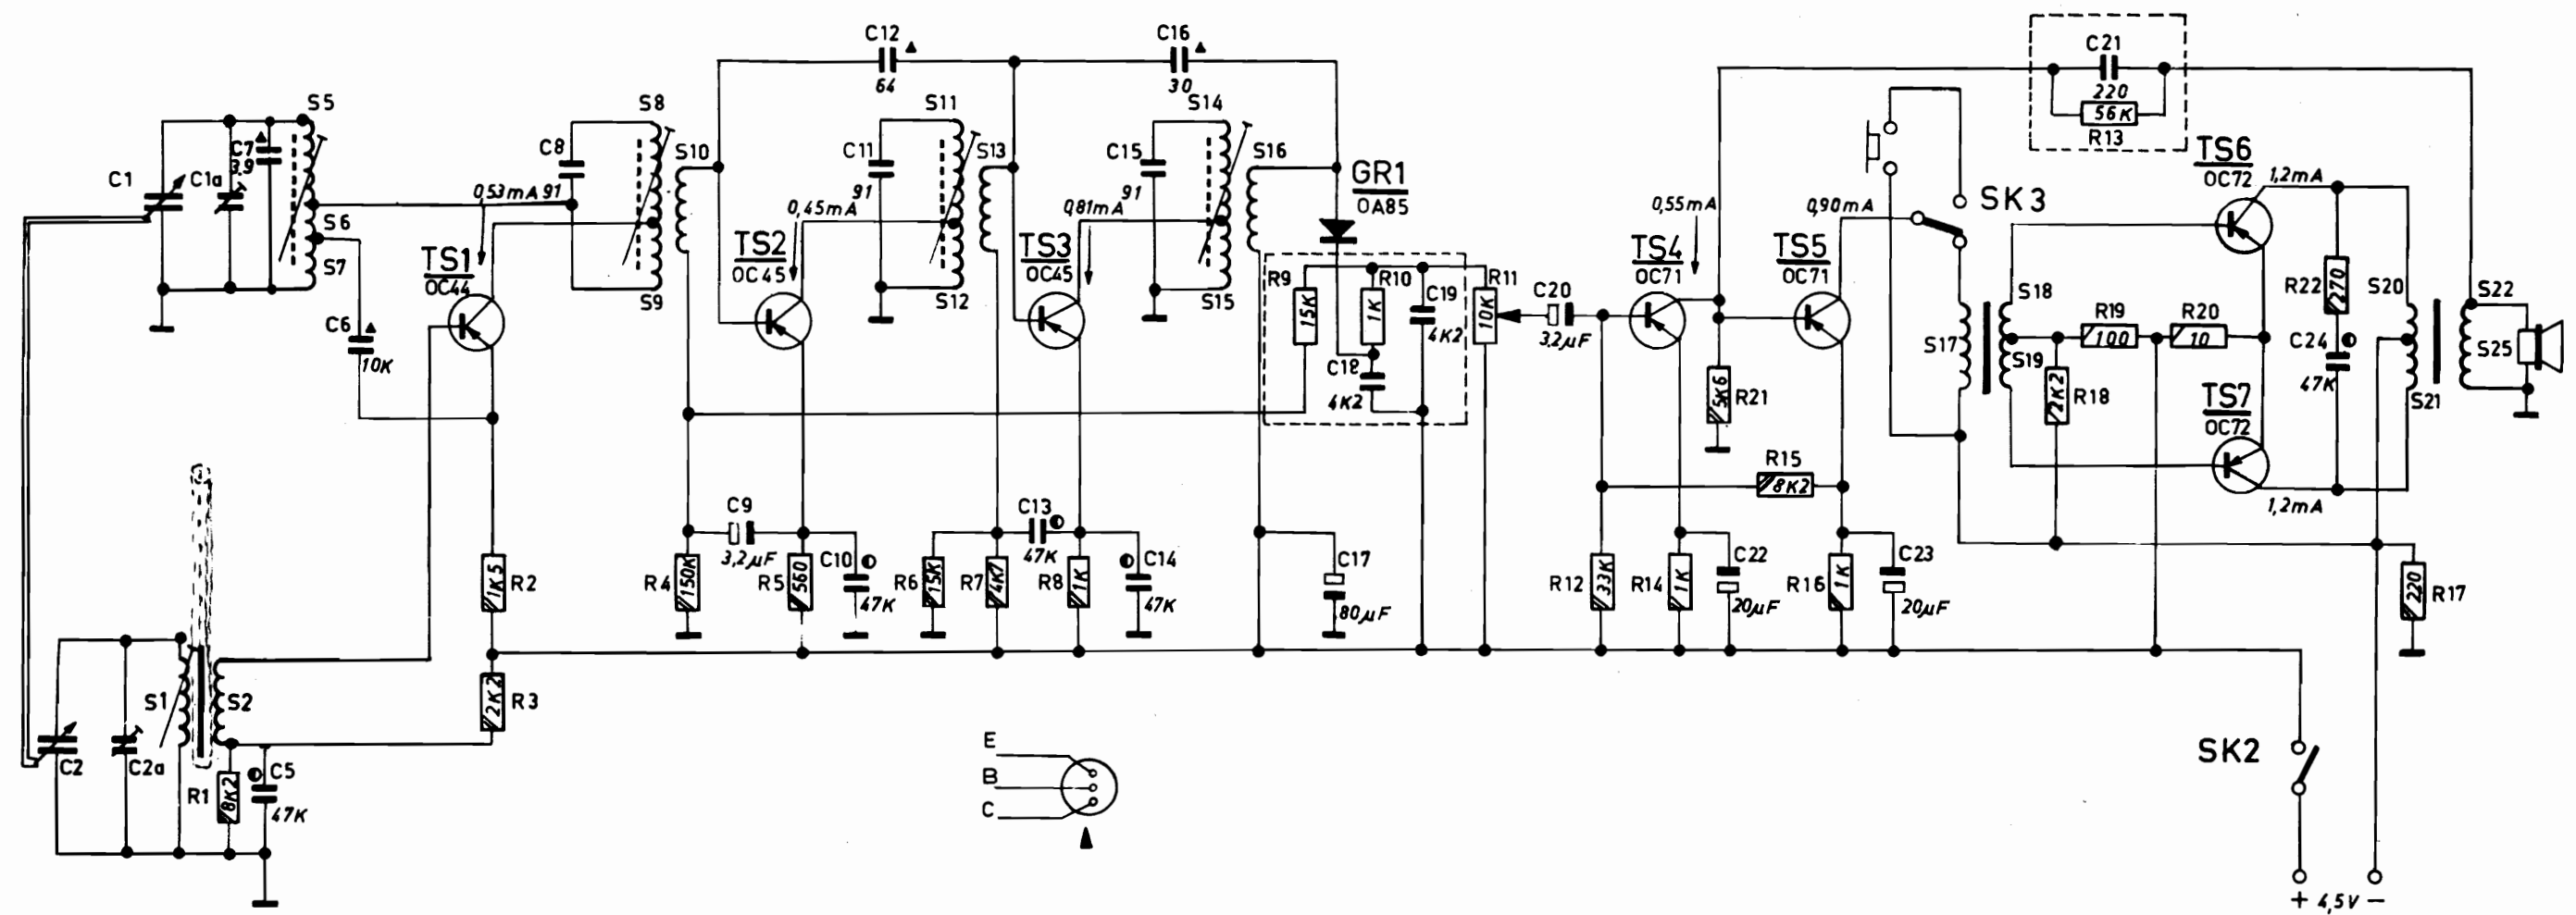 C1
C1a
C7
3,9
S5
S6
S7
C6
10K
0,53mA
TS1
OC44
C8
91
S8
S9
S10
C12
64
TS2
OC45
0,45mA
C11
91
S11
S12
S13
C16
30
TS3
OC45
0,81mA
C15
91
S14
S15
S16
GR1
OA85
R9
15K
R10
1K
C18
4K2
C19
4K2
R11
10K
C20
3,2µF
TS4
OC71
0,55mA
R21
5K6
TS5
OC71
0,90mA
SK3
C21
220
56K
R13
TS6
OC72
1,2mA
S17
S18
S19
R19
100
R20
10
R18
2K2
TS7
OC72
1,2mA
R22
270
C24
47K
S20
S21
S22
S25
R15
8K2
R2
1K5
R3
2K2
R4
150K
C9
3,2µF
R5
560
C10
47K
R6
15K
R7
4K7
C13
47K
R8
1K
C14
47K
C17
80µF
R12
33K
R14
1K
C22
20µF
R16
1K
C23
20µF
R17
220
C2
C2a
S1
S2
R1
8K2
C5
47K
E
B
C
SK2
+ 4,5V −